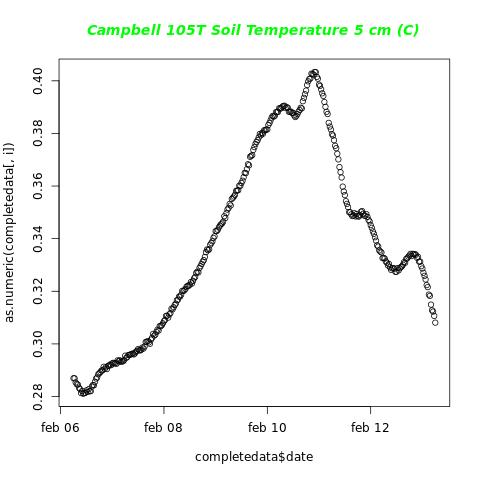 Campbell 105T Soil Temperature 5 cm (C)
0.40
0.38
0.36
0.34
0.32
0.30
0.28
as.numeric(completedata[, i])
feb 06 feb 08 feb 10 feb 12
completedata$date